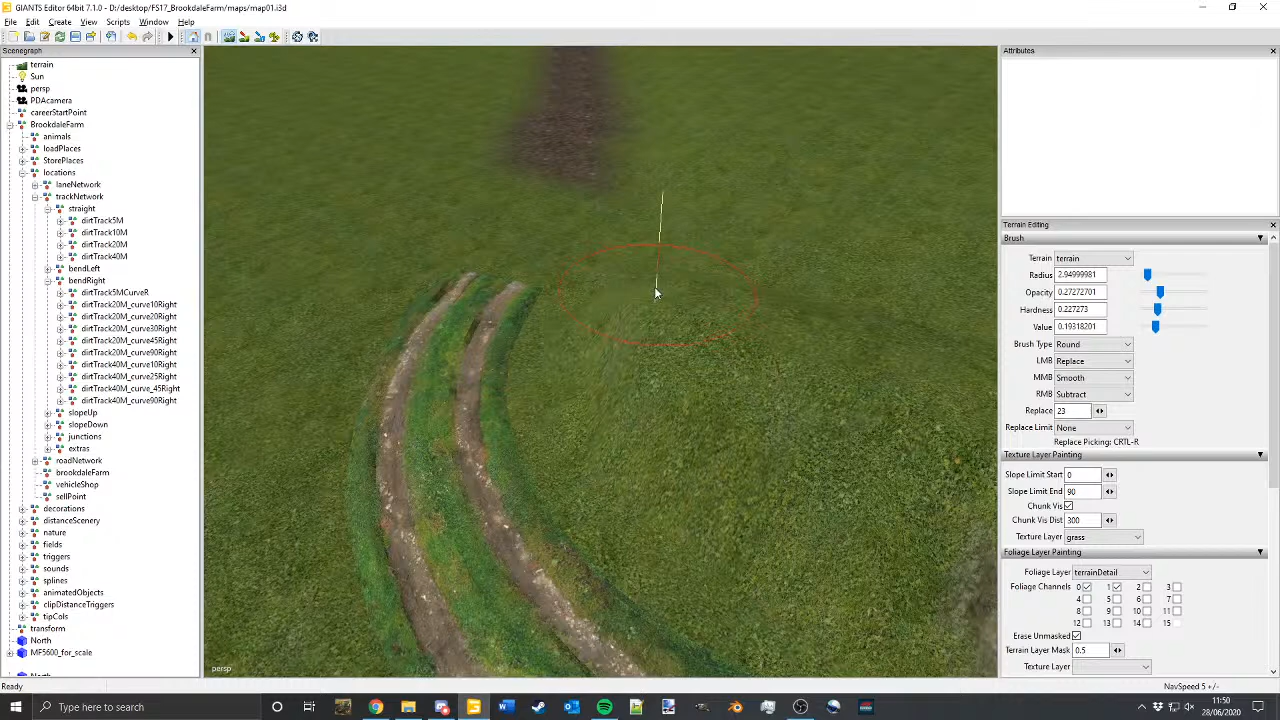 GIANTS Editor 64bit 7.1.0 - D:/desktop/FS17_BrookdaleFarm/maps/map01.i3d
File Edit Create View Scripts Window Help
Scenegraph
terrain
Sun
persp
PDAcamera
careerStartPoint
BrookdaleFarm
animals
loadPlaces
StorePlaces
locations
laneNetwork
trackNetwork
straight
dirtTrack5M
dirtTrack10M
dirtTrack20M
dirtTrack40M
bendLeft
bendRight
dirtTrack5MCurveR
dirtTrack20M_curve10Right
dirtTrack20M_curve20Right
dirtTrack20M_curve30Right
dirtTrack20M_curve45Right
dirtTrack20M_curve90Right
dirtTrack40M_curve10Right
dirtTrack40M_curve25Right
dirtTrack40M_curve_45Right
dirtTrack40M_curve90Right
slopeUp
slopeDown
junctions
extras
roadNetwork
brookdaleFarm
vehicleShop
sellPoint
decorations
distanceScenery
nature
fields
triggers
sounds
splines
animatedObjects
clipDistanceTriggers
tipCols
transform
North
MF5600_for_scale
persp
Attributes
Terrain Editing
Brush
Terrain terrain
Radius 2.94999981
Opacity 0.27272701
Hardness 0.227273
Value 0.19318201
Brush Type Round
LMB Replace
MMB Smooth
RMB Subtract
Replace 23
Replace Limit None
Replace Picking: CRTL-R
Texture Layer Painting
Slope Limit Start 0
Slope Limit End 90
Chunk Vis
Chunk Vis Dist 300
Texture Layer grass
Foliage Layer Painting
Foliage Layer terrainDetail
Foliage Channels 0 1 2 3
4 5 6 7
8 9 10 11
12 13 14 15
Erase Unmasked
Terrain Layer Mask 0.5
Texture Layer
Ready
NavSpeed 5 +/-
Type here to search
11:50
28/06/2020